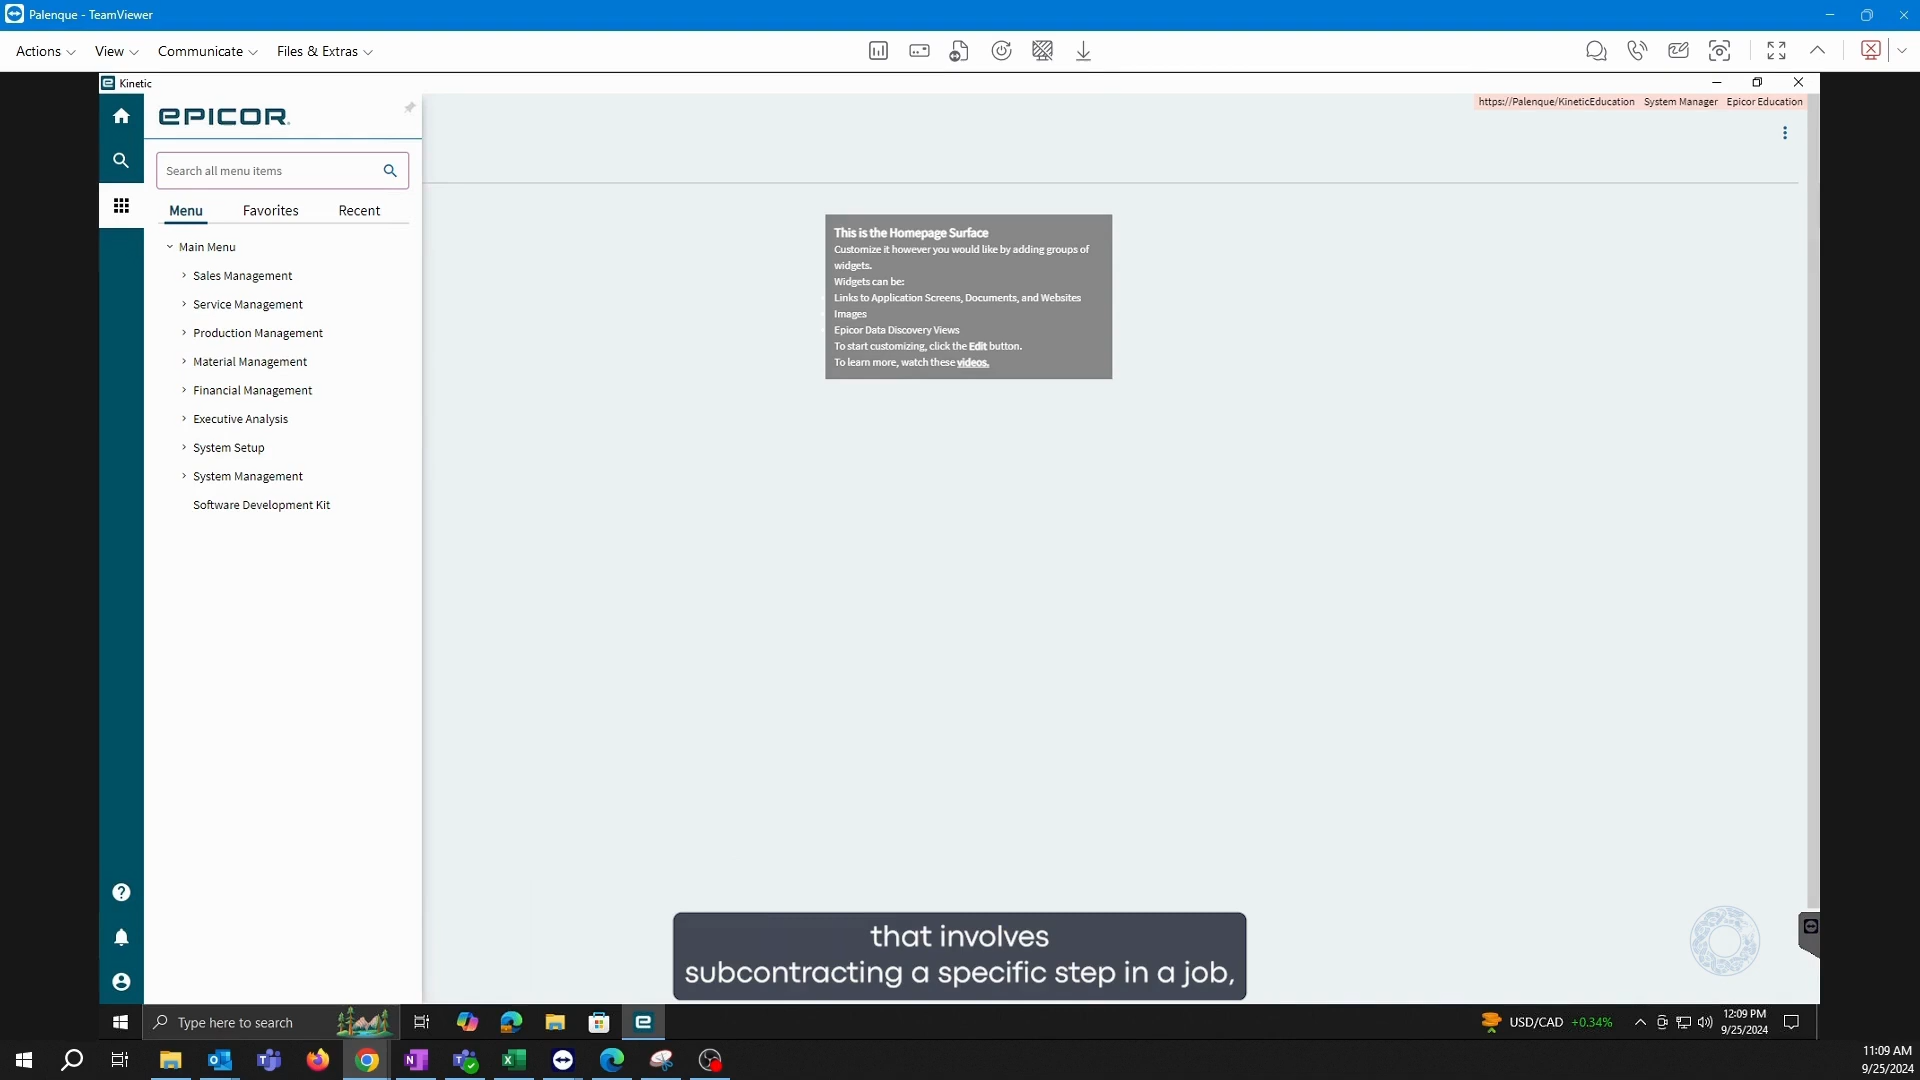 Palenque - TeamViewer
Actions View Communicate Files & Extras
Kinetic
EPICOR.
https://Palenque/KineticEducation System Manager Epicor Education
Search all menu items
Menu Favorites Recent
Main Menu
Sales Management
Service Management
Production Management
Material Management
Financial Management
Executive Analysis
System Setup
System Management
Software Development Kit
This is the Homepage Surface
Customize it however you would like by adding groups of
widgets.
Widgets can be:
Links to Application Screens, Documents, and Websites
Images
Epicor Data Discovery Views
To start customizing, click the Edit button.
To learn more, watch these videos.
that involves
subcontracting a specific step in a job,
Type here to search
USD/CAD +0.34%
12:09 PM
9/25/2024
11:09 AM
9/25/2024